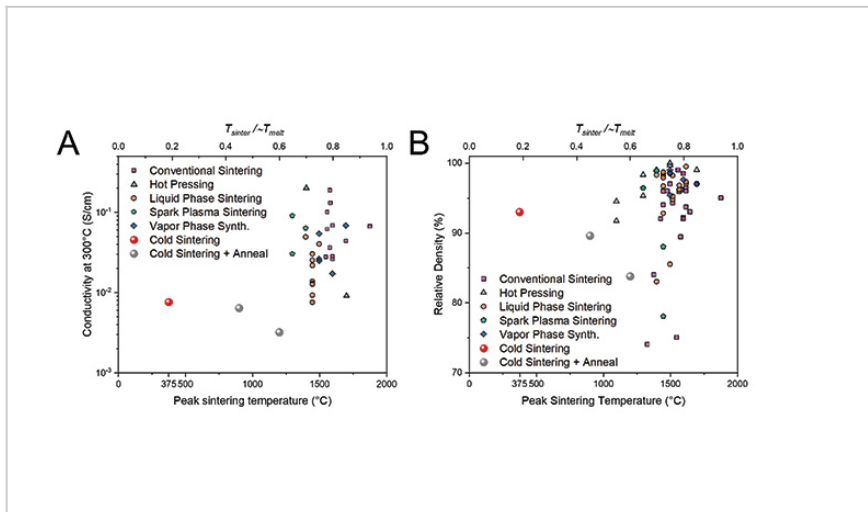 A
T_sinter/~T_melt
0.0 0.2 0.4 0.6 0.8 1.0
Conventional Sintering
Hot Pressing
Liquid Phase Sintering
Spark Plasma Sintering
Vapor Phase Synth.
Cold Sintering
Cold Sintering + Anneal
10^-1
10^-2
10^-3
Conductivity at 300°C (S/cm)
0 375 500 1000 1500 2000
Peak sintering temperature (°C)
B
T_sinter/~T_melt
0.0 0.2 0.4 0.6 0.8 1.0
100
90
80
70
Relative Density (%)
Conventional Sintering
Hot Pressing
Liquid Phase Sintering
Spark Plasma Sintering
Vapor Phase Synth.
Cold Sintering
Cold Sintering + Anneal
0 375 500 1000 1500 2000
Peak Sintering Temperature (°C)